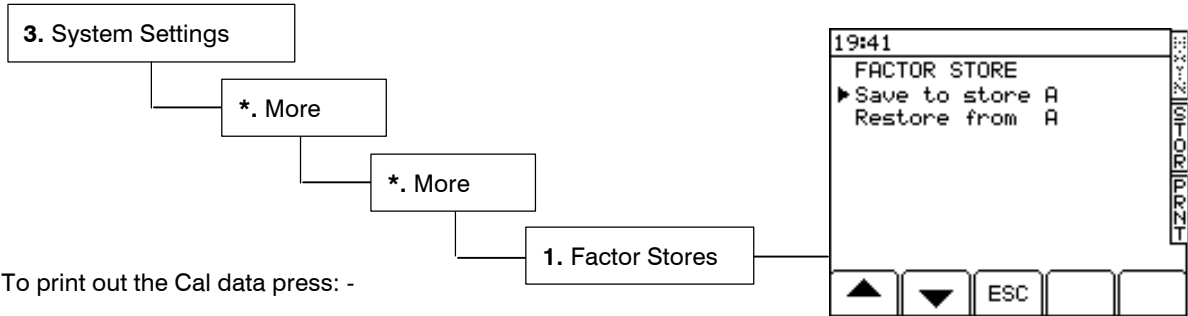 3. System Settings
*. More
*. More
1. Factor Stores
To print out the Cal data press: -
19:41
FACTOR STORE
Save to store A
Restore from A
STOR
PRNT
ESC